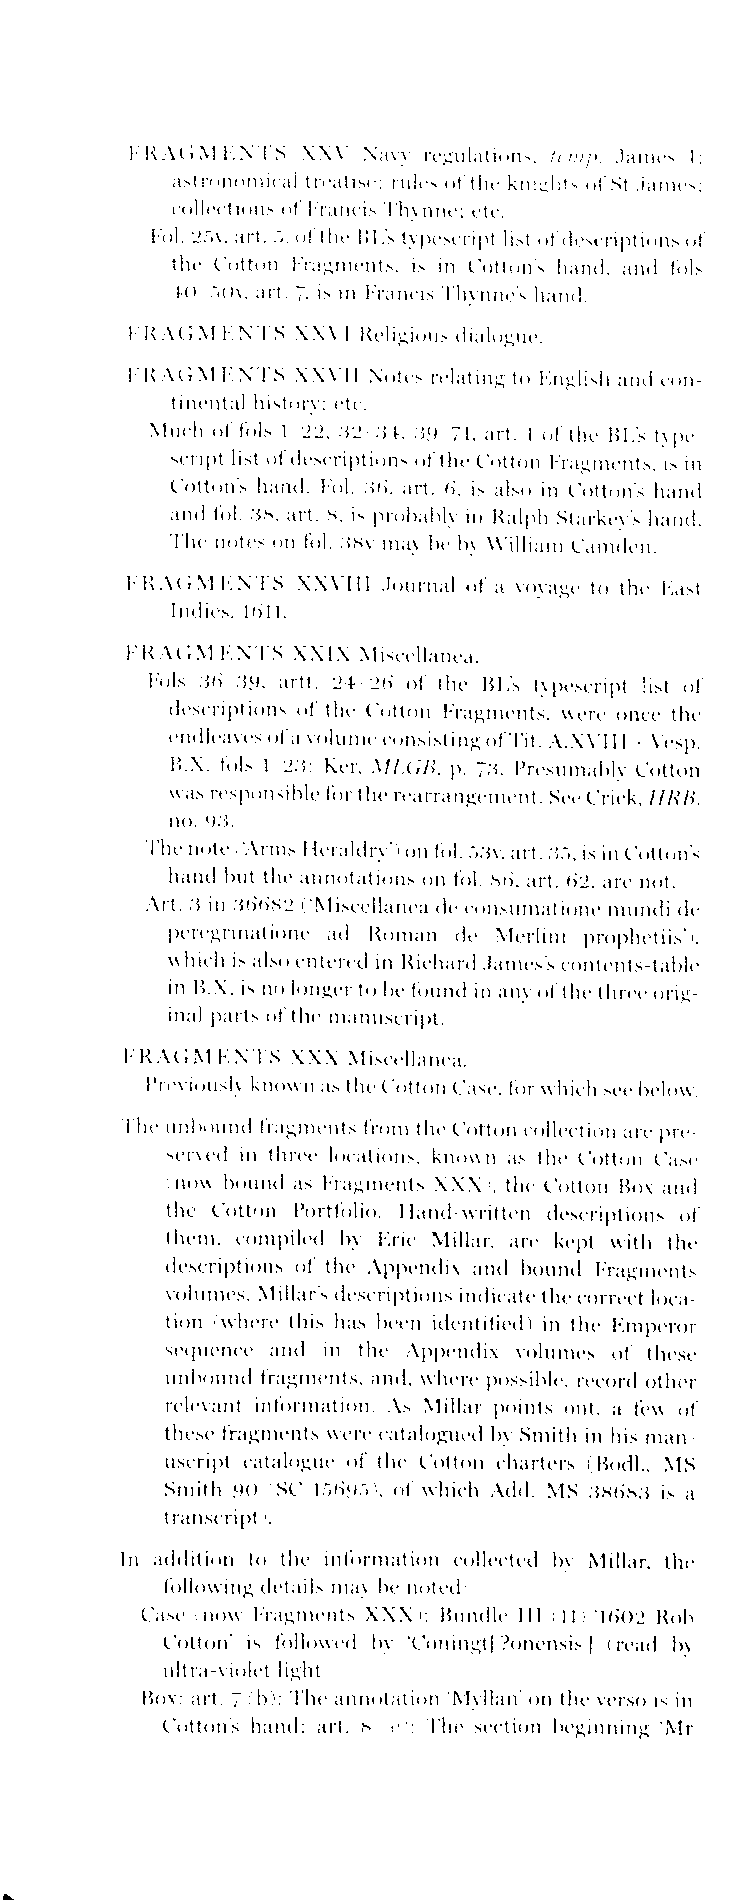 FRAGMENTS XXV Navy regulations, temp. James I;
astronomical treatise; rules of the knights of St James;
collections of Francis Thynne; etc.
Fol. 25v, art. 5, of the BL's typescript list of descriptions of
the Cotton Fragments, is in Cotton's hand, and fols
40–50v, art. 7, is in Francis Thynne's hand.
FRAGMENTS XXVI Religious dialogue.
FRAGMENTS XXVII Notes relating to English and con-
tinental history; etc.
Much of fols 1–22, 32–34, 39–71, art. 1 of the BL's type-
script list of descriptions of the Cotton Fragments, is in
Cotton's hand. Fol. 36, art. 6, is also in Cotton's hand
and fol. 38, art. 8, is probably in Ralph Starkey's hand.
The notes on fol. 38v may be by William Camden.
FRAGMENTS XXVIII Journal of a voyage to the East
Indies, 1611.
FRAGMENTS XXIX Miscellanea.
Fols 36–39, artt. 24–26 of the BL's typescript list of
descriptions of the Cotton Fragments, were once the
endleaves of a volume consisting of Tit. A.XVIII + Vesp.
B.X, fols 1–23: Ker, MLGB, p. 73. Presumably Cotton
was responsible for the rearrangement. See Crick, HRB,
no. 93.
The note ('Arms Heraldry') on fol. 53v, art. 35, is in Cotton's
hand but the annotations on fol. 86, art. 62, are not.
Art. 3 in 36682 ('Miscellanea de consumatione mundi de
peregrinatione ad Roman de Merlini prophetiis'),
which is also entered in Richard James's contents-table
in B.X, is no longer to be found in any of the three orig-
inal parts of the manuscript.
FRAGMENTS XXX Miscellanea.
Previously known as the Cotton Case, for which see below.
The unbound fragments from the Cotton collection are pre-
served in three locations, known as the Cotton Case
(now bound as Fragments XXX), the Cotton Box and
the Cotton Portfolio. Hand-written descriptions of
them, compiled by Eric Millar, are kept with the
descriptions of the Appendix and bound Fragments
volumes. Millar's descriptions indicate the correct loca-
tion (where this has been identified) in the Emperor
sequence and in the Appendix volumes of these
unbound fragments, and, where possible, record other
relevant information. As Millar points out, a few of
these fragments were catalogued by Smith in his man-
uscript catalogue of the Cotton charters (Bodl., MS
Smith 90 (SC 15695), of which Add. MS 38683 is a
transcript).
In addition to the information collected by Millar, the
following details may be noted:
Case (now Fragments XXX): Bundle III (11) '1602 Rob
Cotton' is followed by 'Coningt[?onensis] (read by
ultra-violet light
Box: art. 7 (b): The annotation 'Myllan' on the verso is in
Cotton's hand; art. 8 (e): The section beginning 'Mr